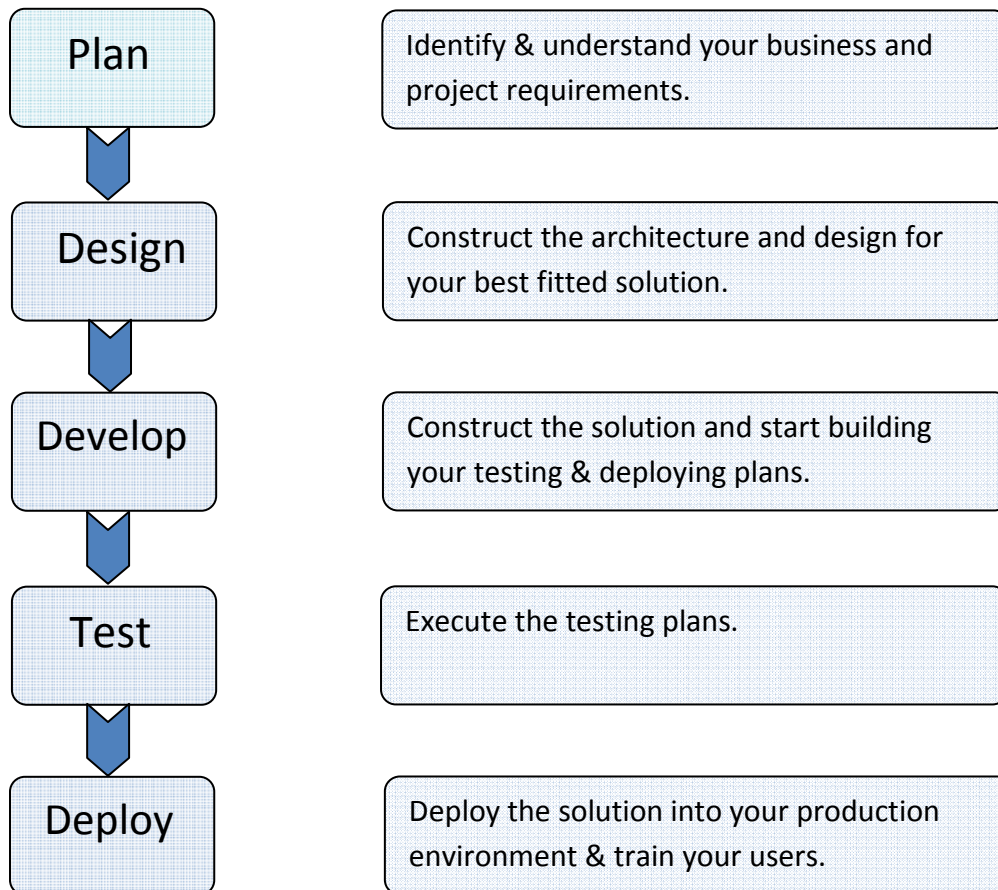 Plan
Identify & understand your business and
project requirements.
Design
Construct the architecture and design for
your best fitted solution.
Develop
Construct the solution and start building
your testing & deploying plans.
Test
Execute the testing plans.
Deploy
Deploy the solution into your production
environment & train your users.